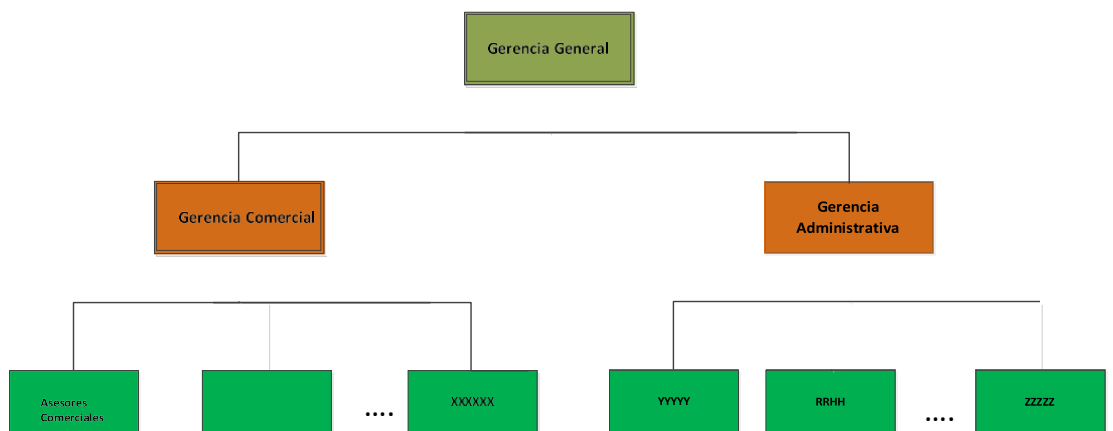 Gerencia General
Gerencia Comercial
Gerencia
Administrativa
Asesores
Comerciales
....
XXXXXX
YYYYY
RRHH
....
ZZZZZ